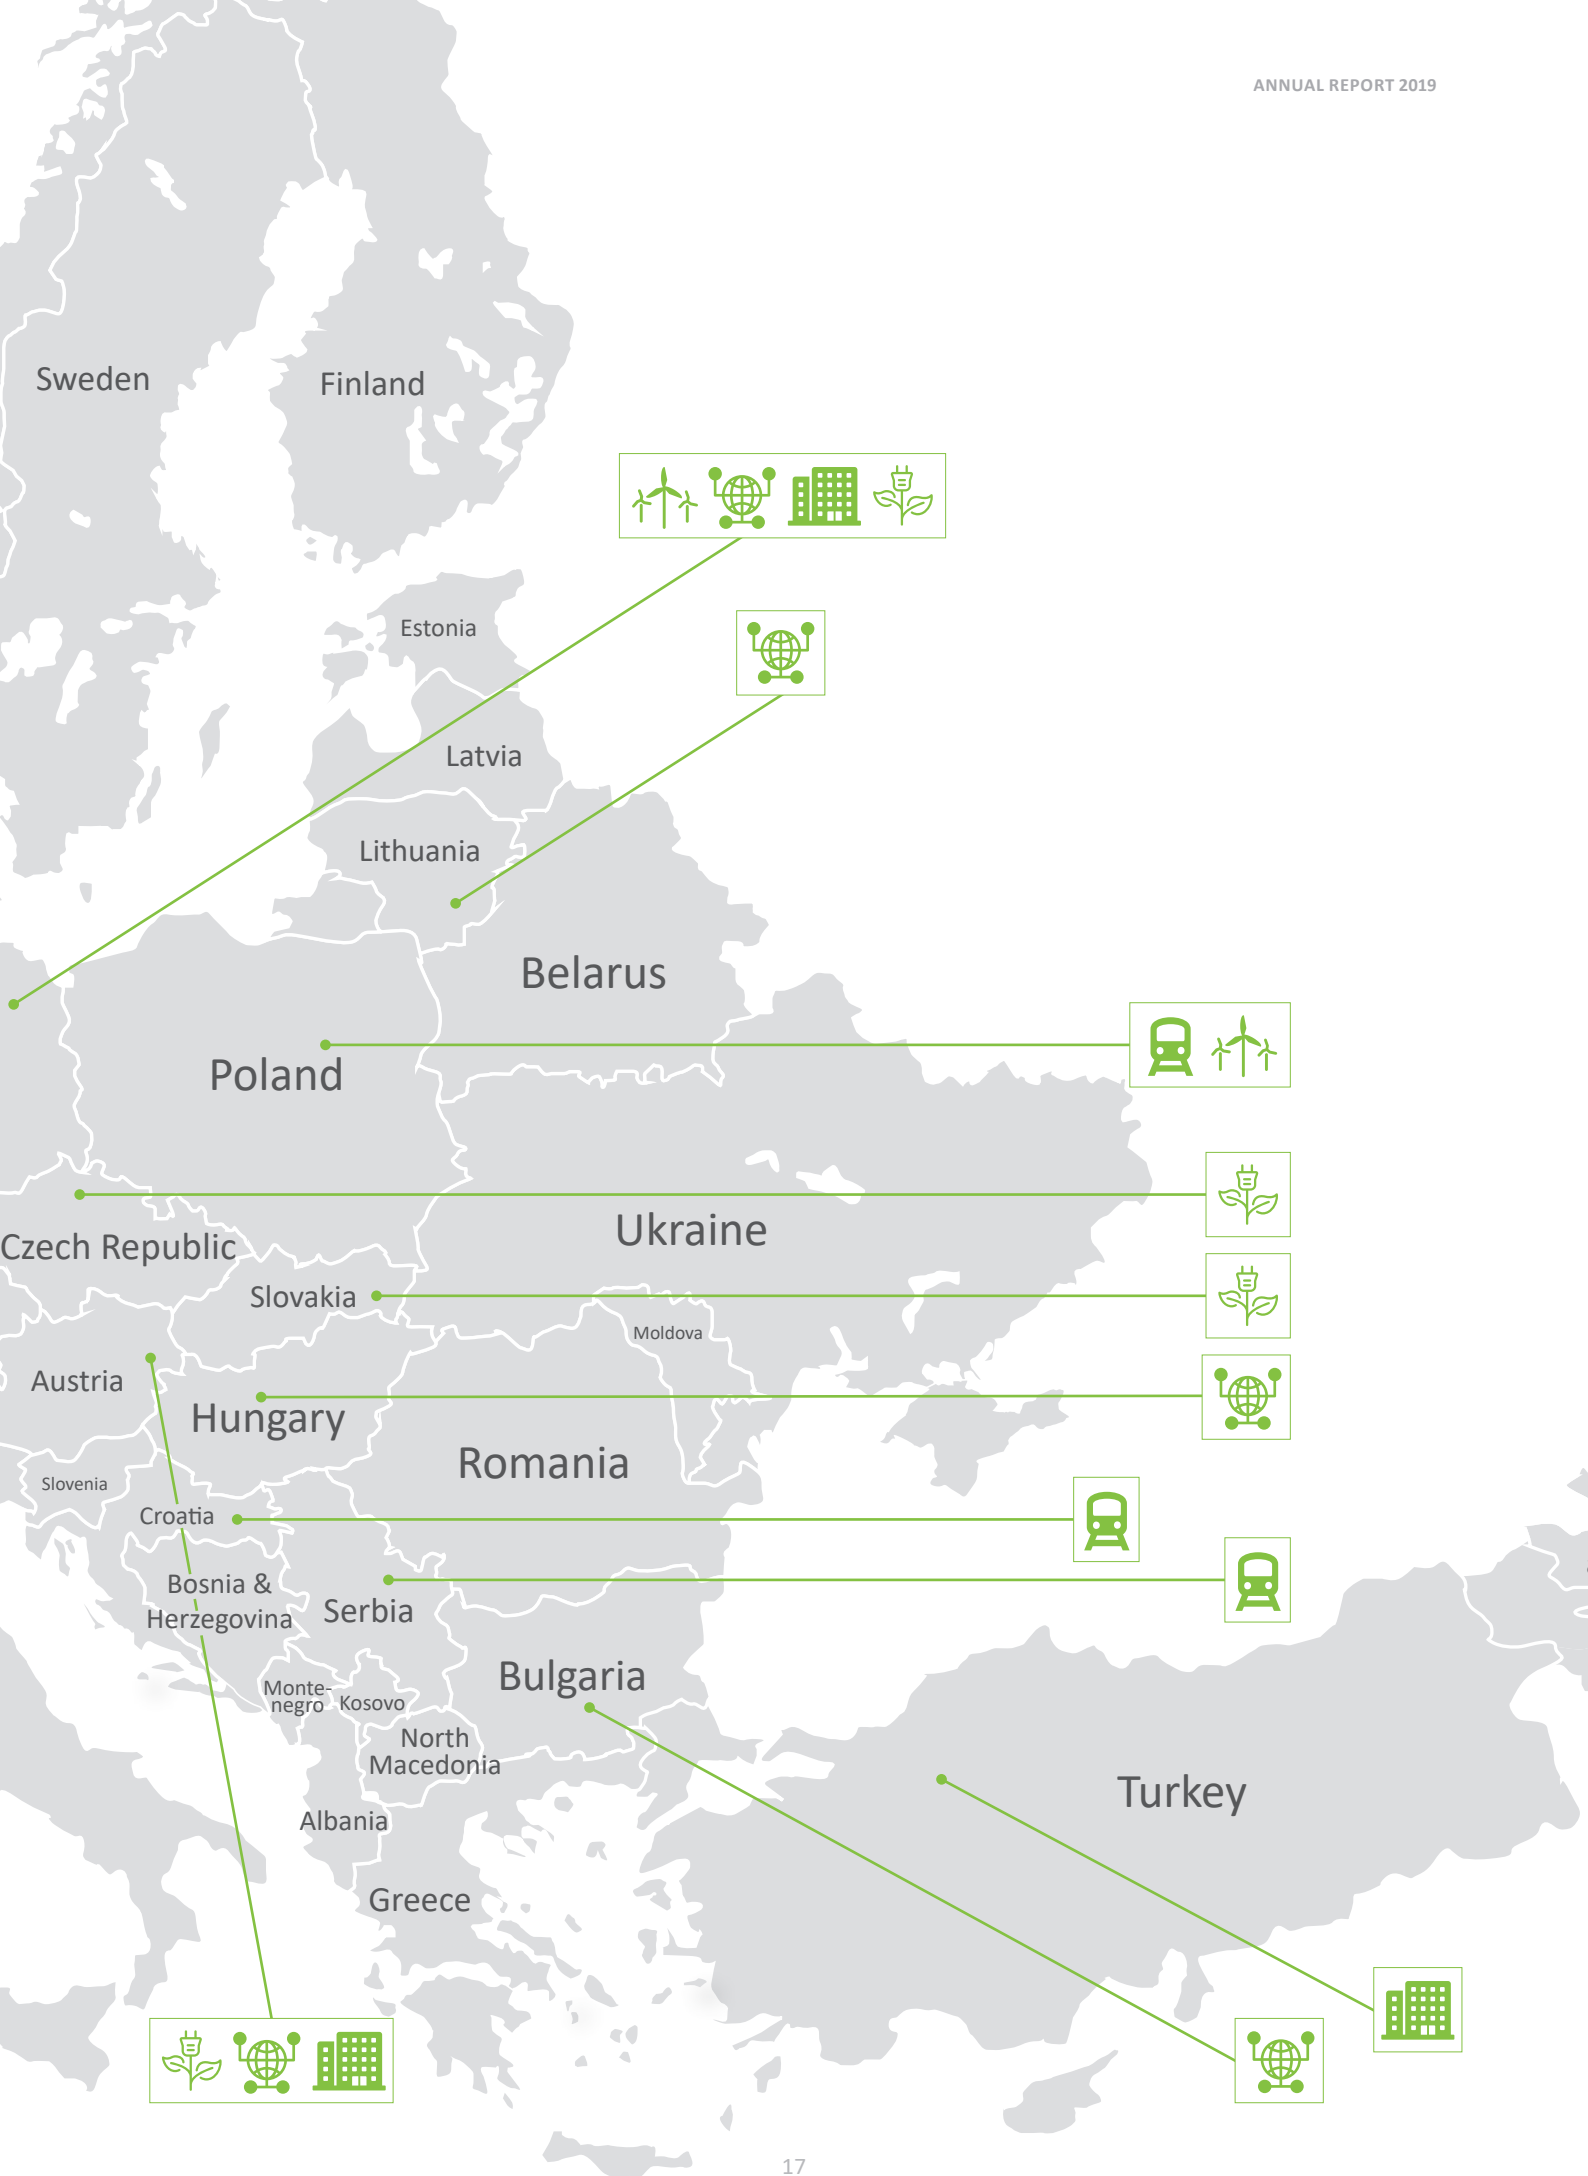 ANNUAL REPORT 2019
Sweden
Finland
Estonia
Latvia
Lithuania
Belarus
Poland
Ukraine
Czech Republic
Slovakia
Moldova
Austria
Hungary
Romania
Slovenia
Croatia
Bosnia &
Herzegovina
Serbia
Bulgaria
Monte-
negro
Kosovo
North
Macedonia
Turkey
Albania
Greece
17